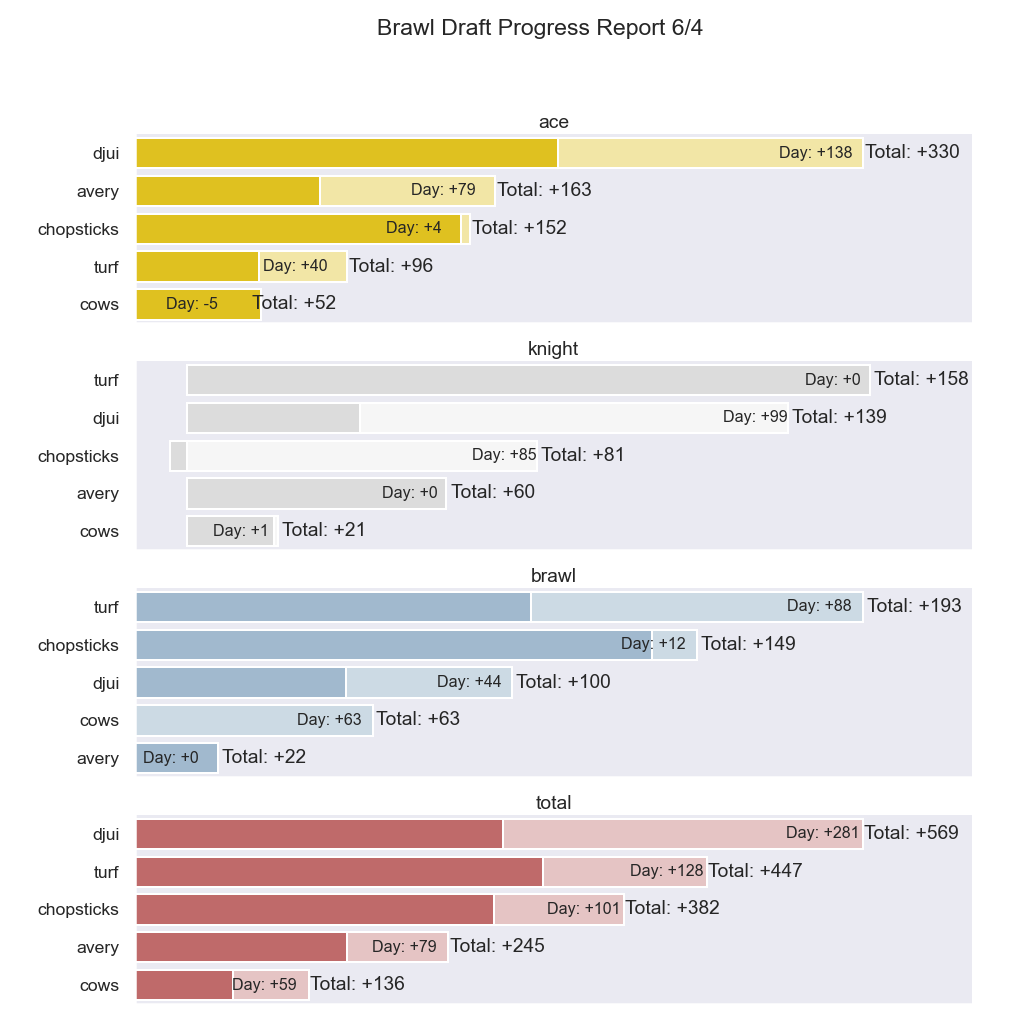 Brawl Draft Progress Report 6/4
ace
djui Day: +138 Total: +330
avery Day: +79 Total: +163
chopsticks Day: +4 Total: +152
turf Day: +40 Total: +96
cows Day: -5 Total: +52
knight
turf Day: +0 Total: +158
djui Day: +99 Total: +139
chopsticks Day: +85 Total: +81
avery Day: +0 Total: +60
cows Day: +1 Total: +21
brawl
turf Day: +88 Total: +193
chopsticks Day: +12 Total: +149
djui Day: +44 Total: +100
cows Day: +63 Total: +63
avery Day: +0 Total: +22
total
djui Day: +281 Total: +569
turf Day: +128 Total: +447
chopsticks Day: +101 Total: +382
avery Day: +79 Total: +245
cows Day: +59 Total: +136